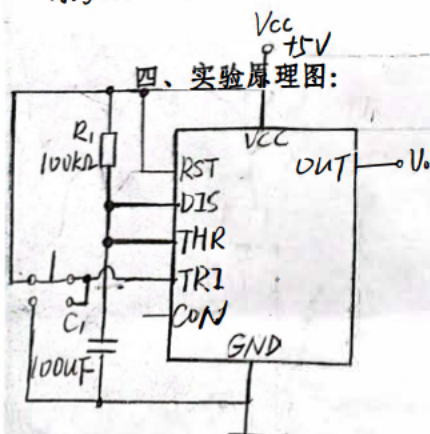 Vcc
+5V
四、实验原理图:
VCC
R₁
100kΩ
RST
OUT
V₀
DIS
THR
TRI
C₁
CON
GND
100UF